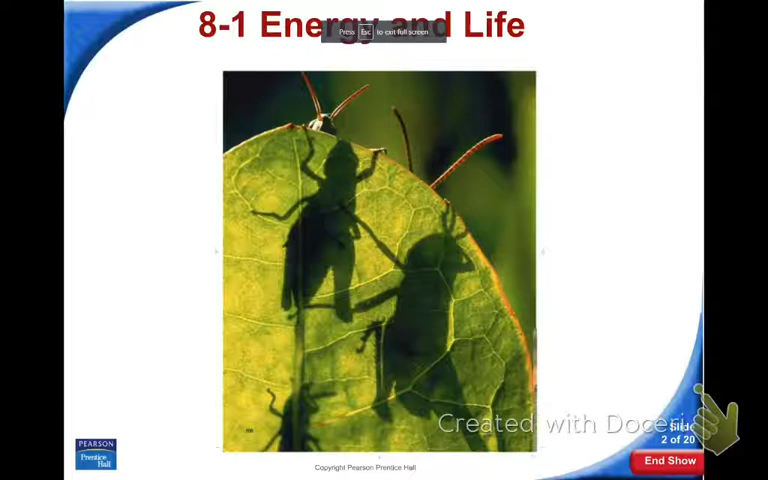 8-1 Energy and Life
Press Esc to exit full screen
Created with Doceri
Slide
2 of 20
End Show
PEARSON
Prentice
Hall
Copyright Pearson Prentice Hall